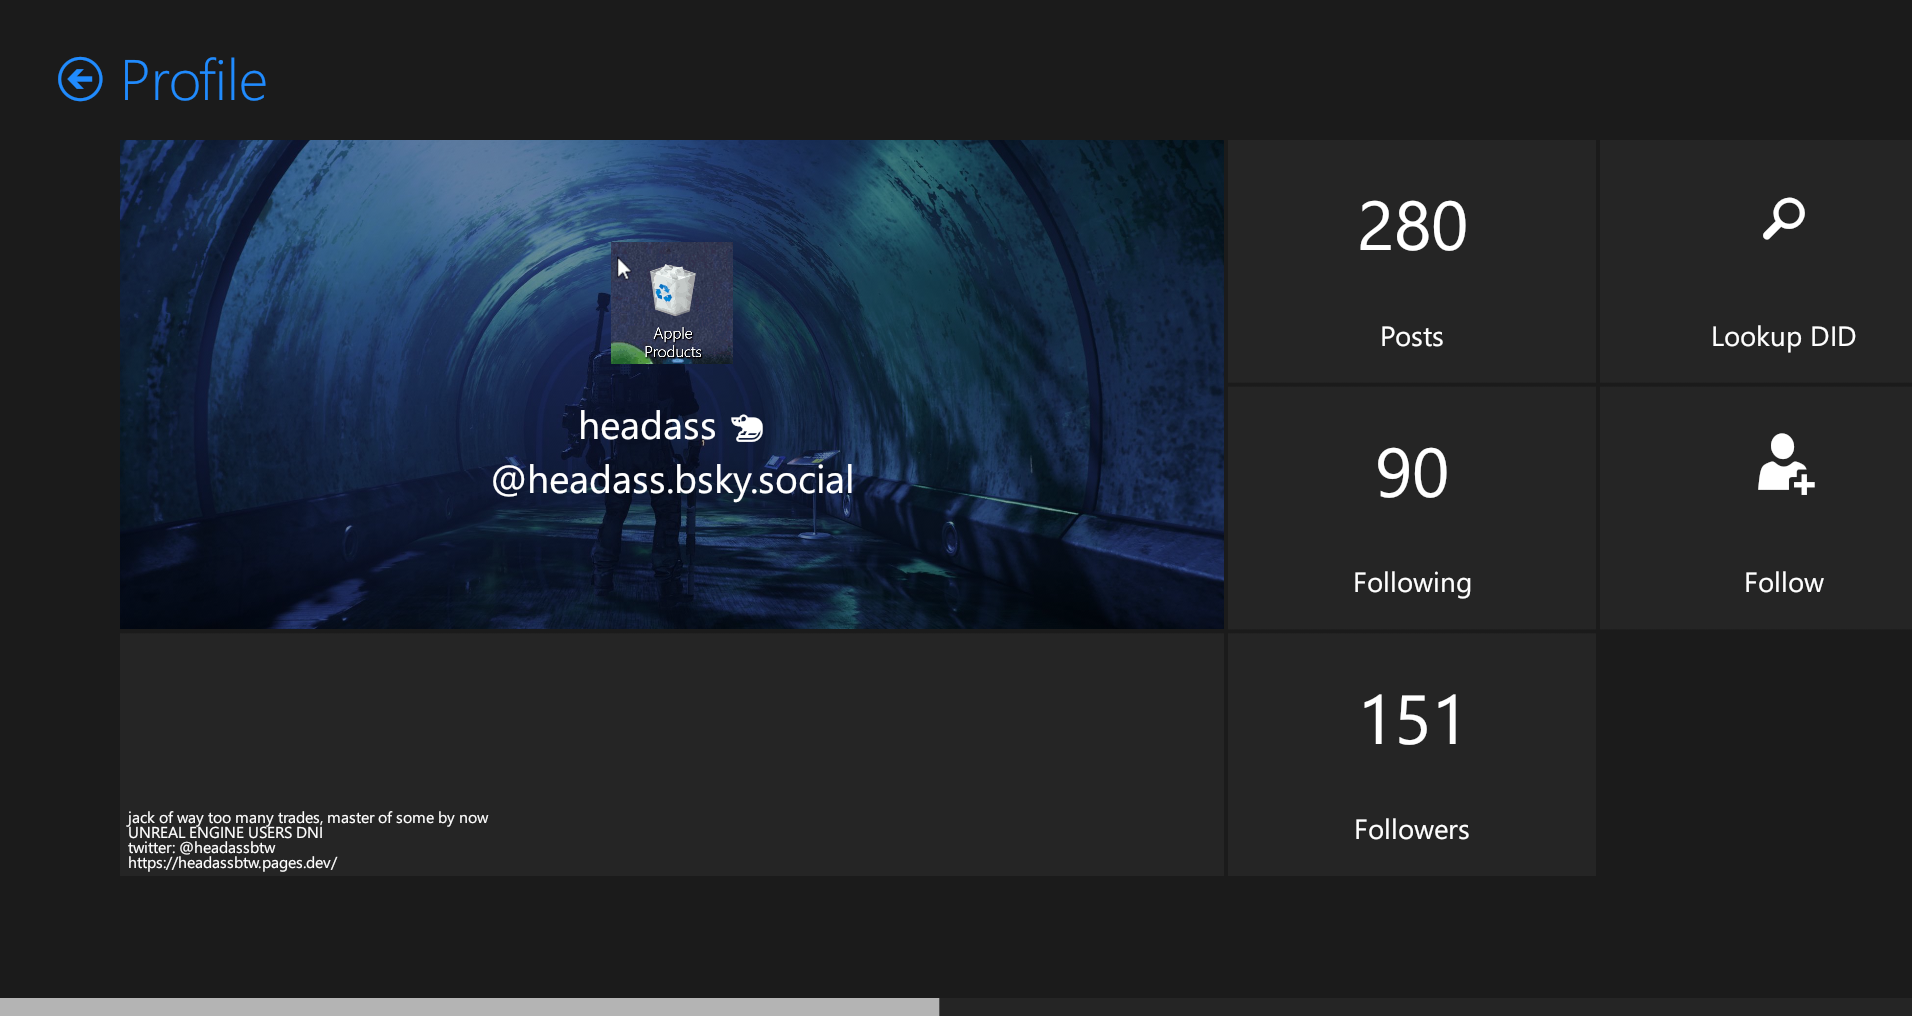 Profile
Apple
Products
headass 🐀
@headass.bsky.social
280
Posts
Lookup DID
90
Following
Follow
151
Followers
jack of way too many trades, master of some by now
UNREAL ENGINE USERS DNI
twitter: @headassbtw
https://headassbtw.pages.dev/